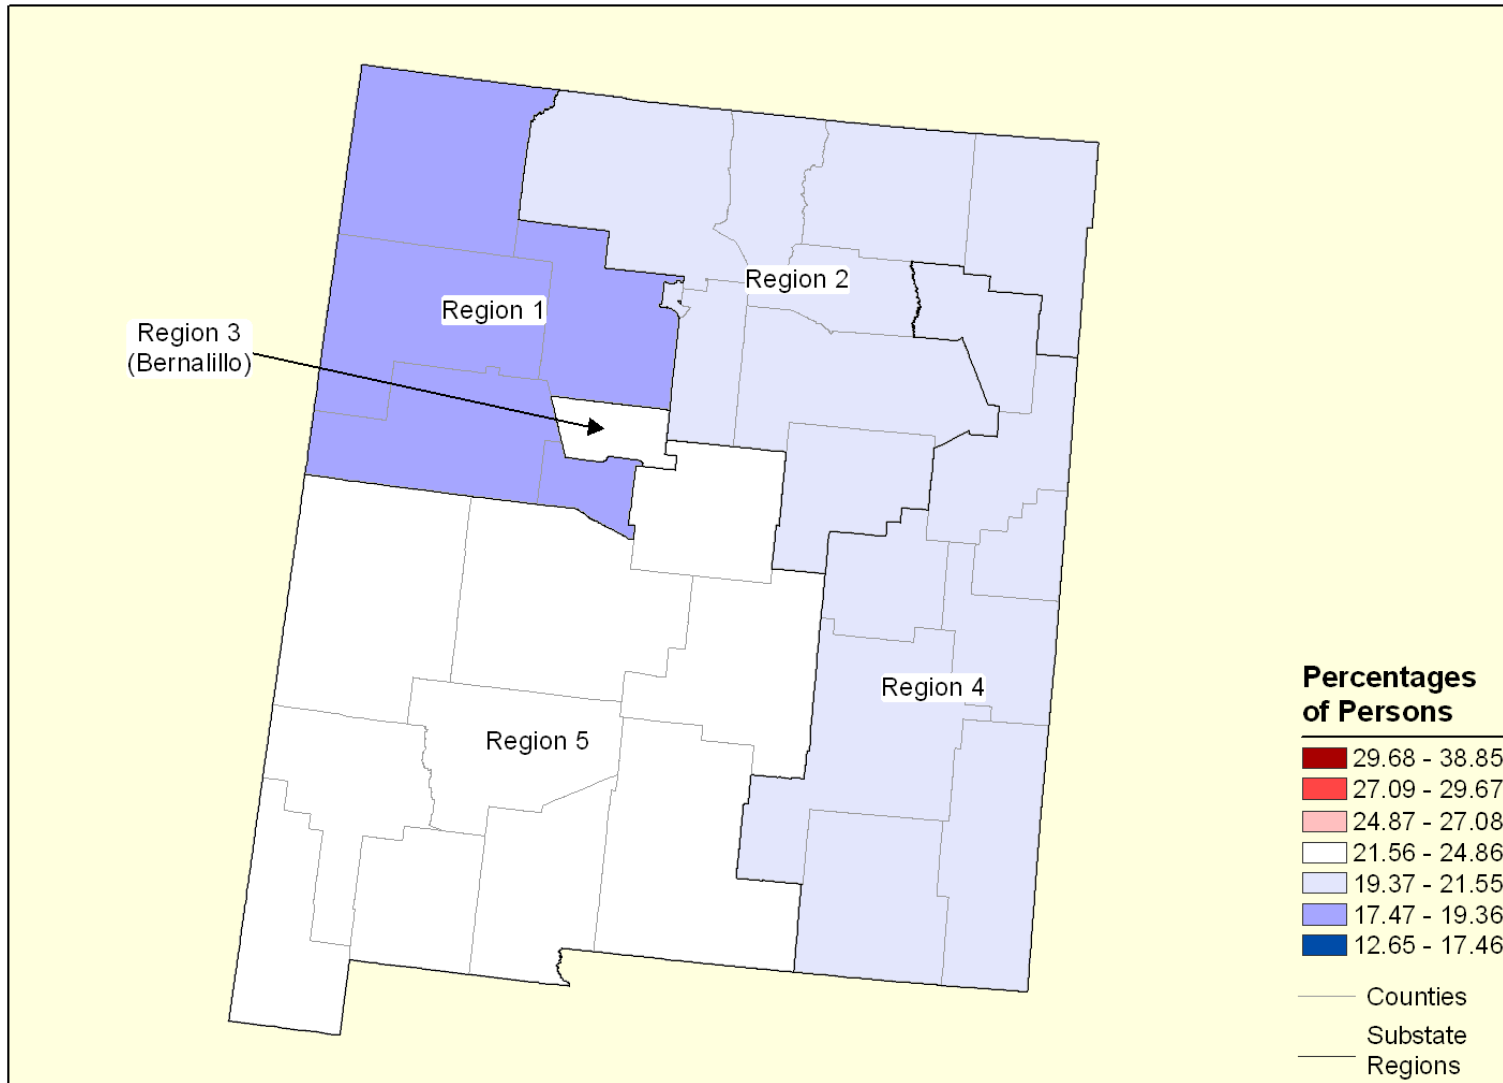 Region 1
Region 2
Region 3
(Bernalillo)
Region 4
Region 5
Percentages
of Persons
29.68 - 38.85
27.09 - 29.67
24.87 - 27.08
21.56 - 24.86
19.37 - 21.55
17.47 - 19.36
12.65 - 17.46
Counties
Substate
Regions